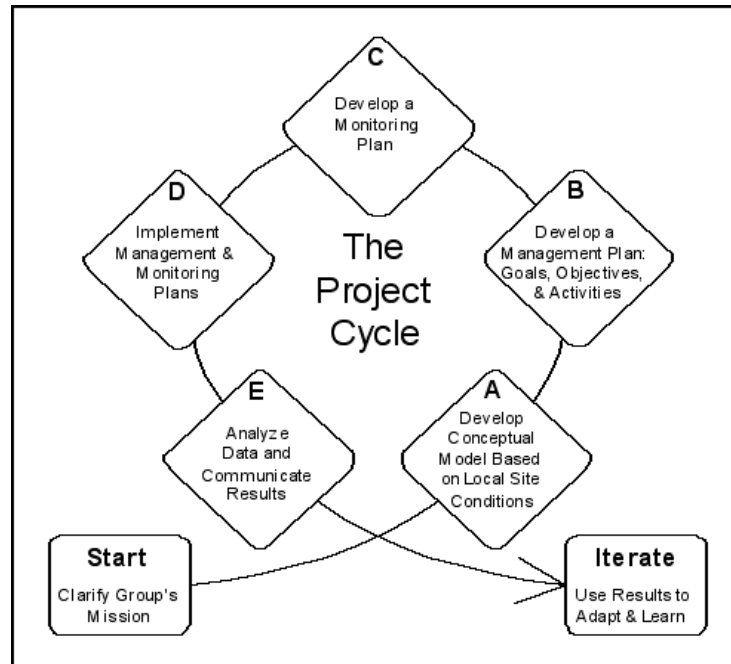 C
Develop a
Monitoring
Plan
D
Implement
Management &
Monitoring
Plans
B
Develop a
Management Plan:
Goals, Objectives,
& Activities
The
Project
Cycle
E
Analyze
Data and
Communicate
Results
A
Develop
Conceptual
Model Based
on Local Site
Conditions
Start
Clarify Group's
Mission
Iterate
Use Results to
Adapt & Learn